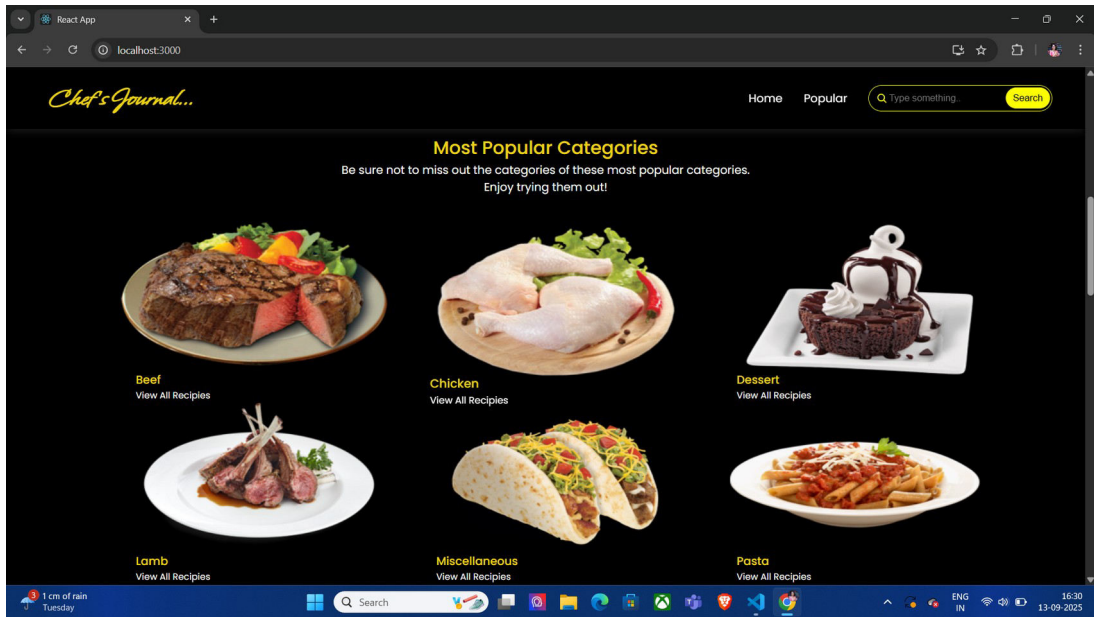 React App
localhost:3000
Chef's Journal...
Home Popular Type something.. Search
Most Popular Categories
Be sure not to miss out the categories of these most popular categories.
Enjoy trying them out!
Beef
View All Recipies
Chicken
View All Recipies
Dessert
View All Recipies
Lamb
View All Recipies
Miscellaneous
View All Recipies
Pasta
View All Recipies
3
1 cm of rain
Tuesday
Search
ENG
IN
16:30
13-09-2025